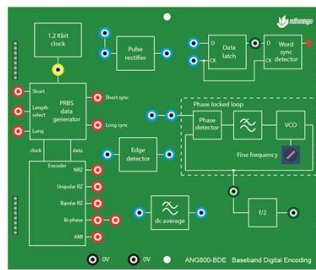 edxange
1.2 Kbit
clock
Pulse
rectifier
D
CK
Data
latch
D
CK
Word
sync
detector
Short
Length
select
Long
PRBS
data
generator
Short sync
Long sync
clock
data
Phase locked loop
Phase
detector
VCO
Fine frequency
Edge
detector
Encoder
NRZ
Unipolar RZ
Bipolar RZ
Bi-phase
AMI
dc average
f/2
0V
0V
ANG800-BDE Baseband Digital Encoding